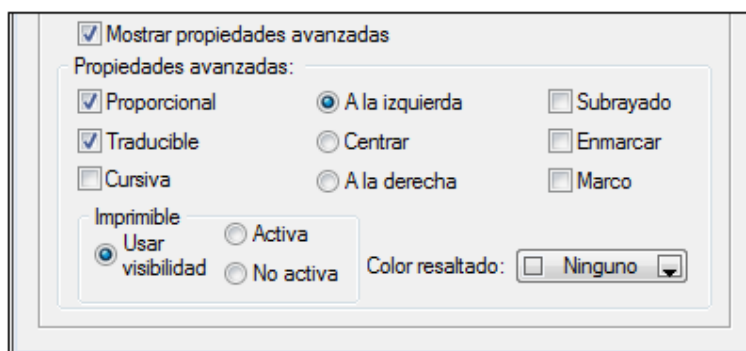 Mostrar propiedades avanzadas
Propiedades avanzadas:
Proporcional A la izquierda Subrayado
Traducible Centrar Enmarcar
Cursiva A la derecha Marco
Imprimible
Usar visibilidad
Activa
No activa
Color resaltado: Ninguno